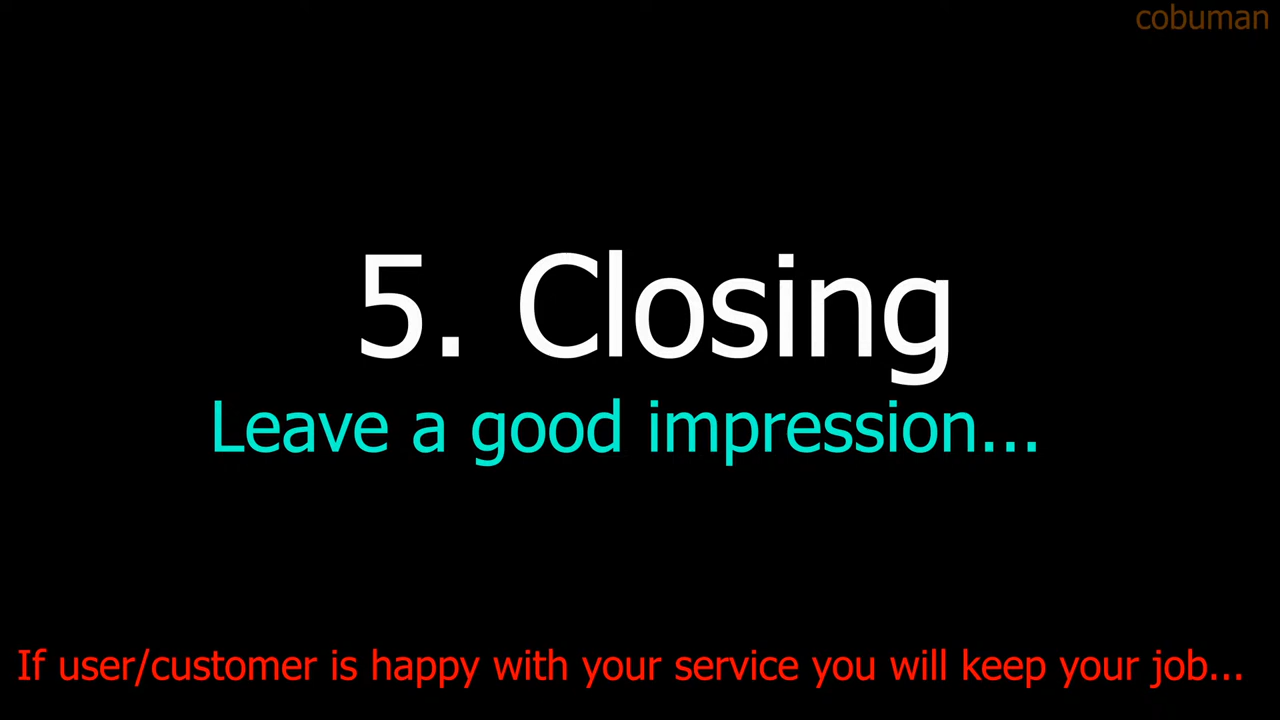 cobuman
5. Closing
Leave a good impression...
If user/customer is happy with your service you will keep your job...